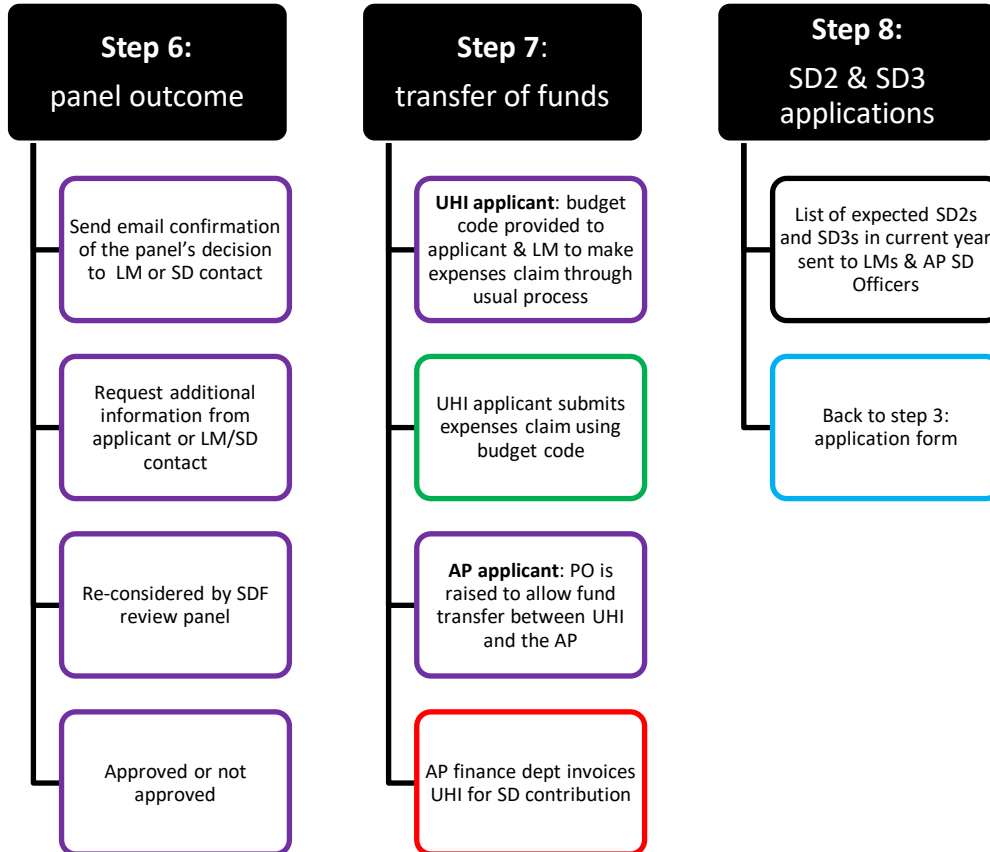 Step 6:
panel outcome
Send email confirmation
of the panel's decision
to LM or SD contact
Request additional
information from
applicant or LM/SD
contact
Re-considered by SDF
review panel
Approved or not
approved
Step 7:
transfer of funds
UHI applicant: budget
code provided to
applicant & LM to make
expenses claim through
usual process
UHI applicant submits
expenses claim using
budget code
AP applicant: PO is
raised to allow fund
transfer between UHI
and the AP
AP finance dept invoices
UHI for SD contribution
Step 8:
SD2 & SD3
applications
List of expected SD2s
and SD3s in current year
sent to LMs & AP SD
Officers
Back to step 3:
application form